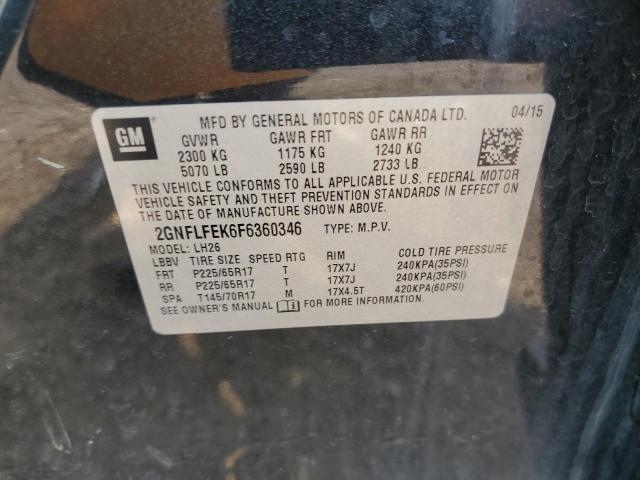 MFD BY GENERAL MOTORS OF CANADA LTD. 04/15
GM
GVWR GAWR FRT GAWR RR
2300 KG 1175 KG 1240 KG
5070 LB 2590 LB 2733 LB
THIS VEHICLE CONFORMS TO ALL APPLICABLE U.S. FEDERAL MOTOR
VEHICLE SAFETY AND THEFT PREVENTION STANDARDS IN EFFECT ON
THE DATE OF MANUFACTURE SHOWN ABOVE.
2GNFLFEK6F6360346 TYPE: M.P.V.
MODEL: LH26
LBBV TIRE SIZE SPEED RTG RIM COLD TIRE PRESSURE
FRT P225/65R17 T 17X7J 240KPA(35PSI)
RR P225/65R17 T 17X7J 240KPA(35PSI)
SPA T145/70R17 M 17X4.5T 420KPA(60PSI)
SEE OWNER'S MANUAL FOR MORE INFORMATION.